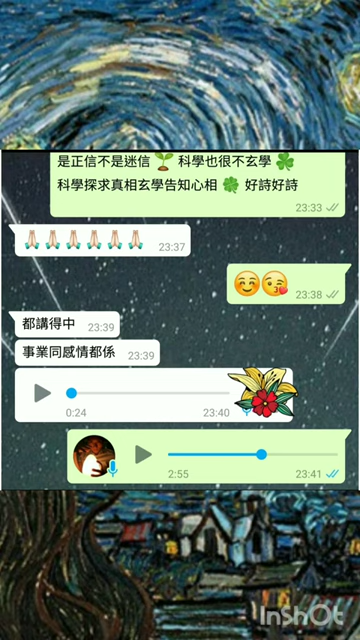 是正信不是迷信🌱 科學也很不玄學☘️
科學探求真相玄學告知心相🍀 好詩好詩
23:33
🙏🏻🙏🏻🙏🏻🙏🏻🙏🏻🙏🏻 23:37
☺️😘 23:38
都講得中 23:39
事業同感情都係 23:39
0:24 23:40
2:55 23:41
InShOt